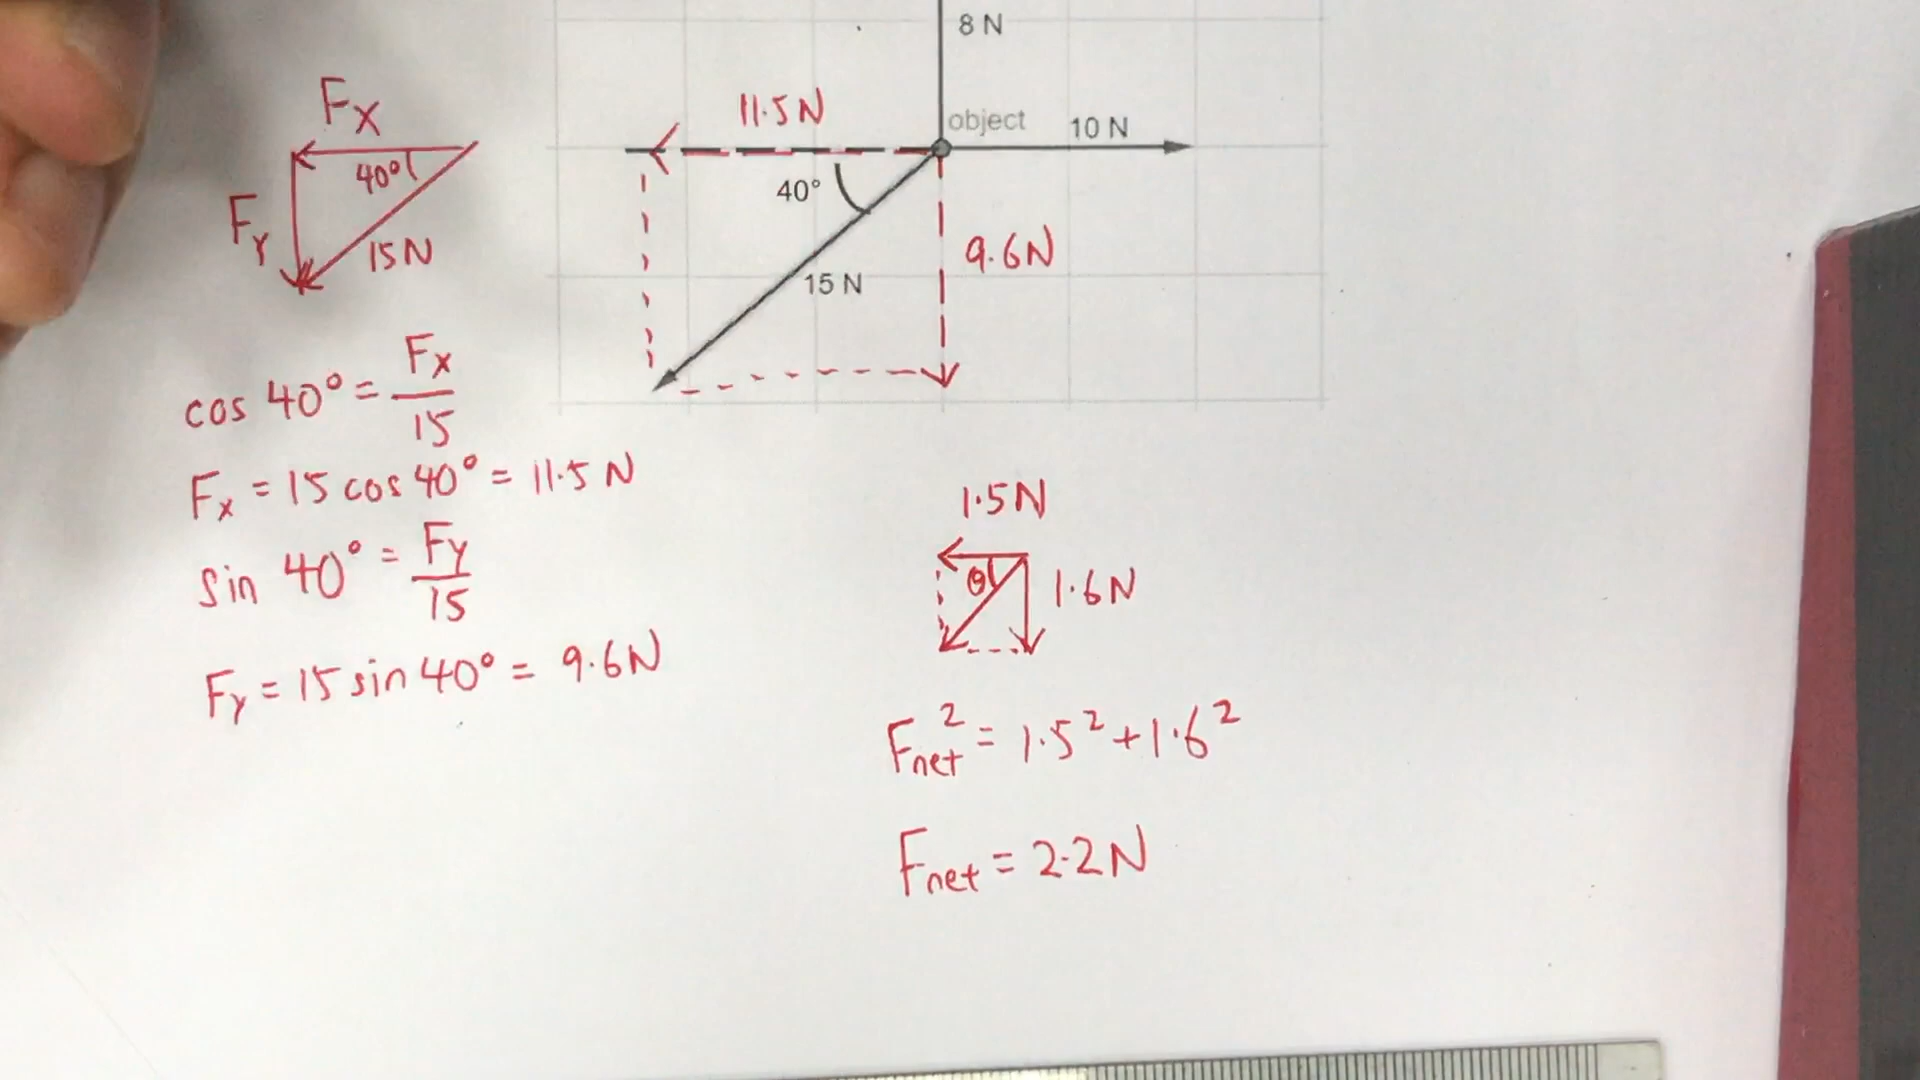 8 N
11.5N
object
10 N
40°
9.6N
15 N
Fx
40°
Fy
15N
cos 40° = Fx/15
Fx = 15 cos 40° = 11.5 N
sin 40° = Fy/15
Fy = 15 sin 40° = 9.6N
1.5N
θ
1.6N
Fnet² = 1.5² + 1.6²
Fnet = 2.2N